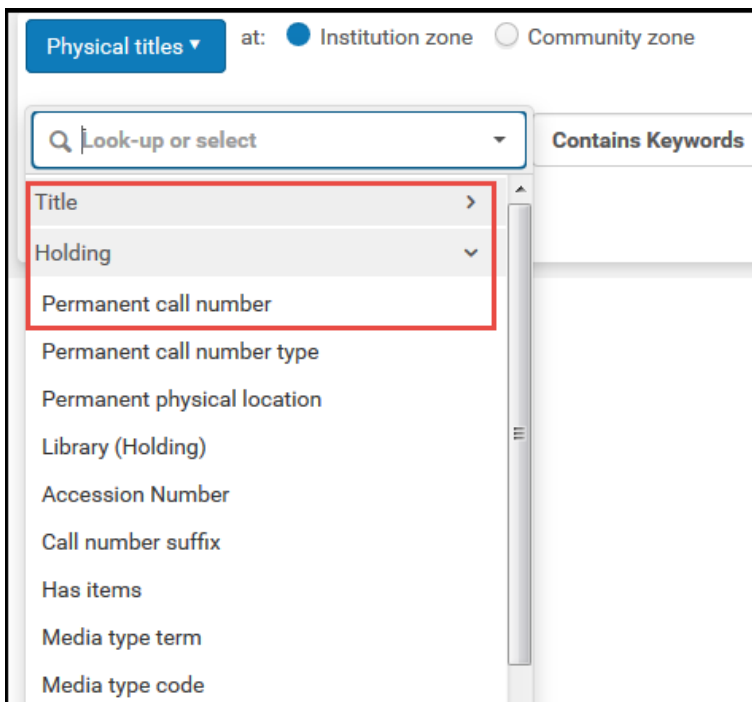 Physical titles at: Institution zone Community zone
Look-up or select Contains Keywords
Title
Holding
Permanent call number
Permanent call number type
Permanent physical location
Library (Holding)
Accession Number
Call number suffix
Has items
Media type term
Media type code